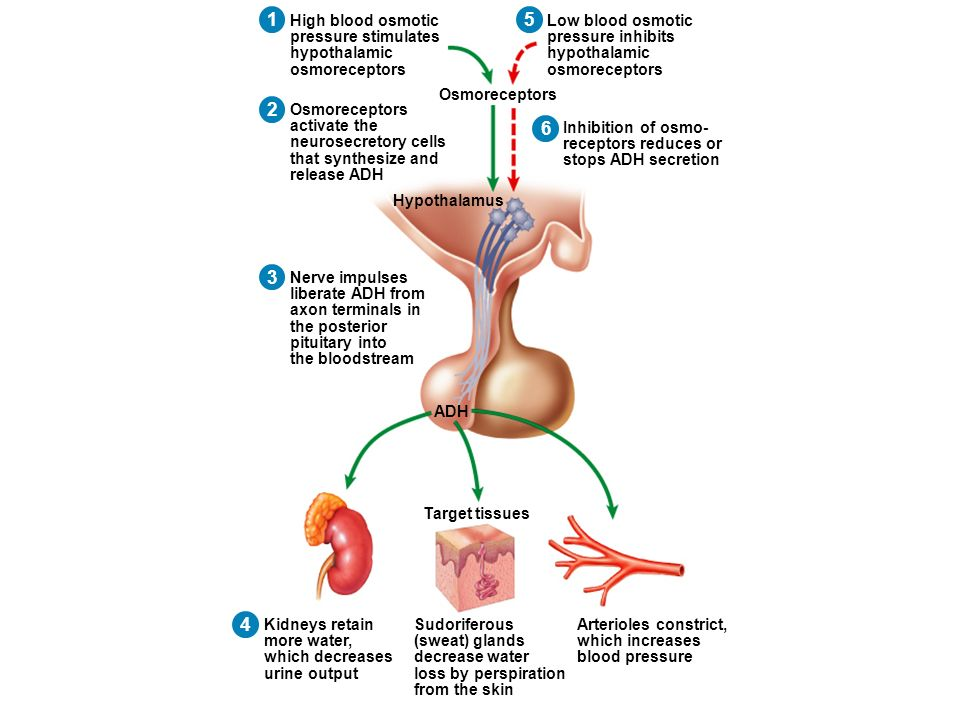 1
High blood osmotic
pressure stimulates
hypothalamic
osmoreceptors
5
Low blood osmotic
pressure inhibits
hypothalamic
osmoreceptors
Osmoreceptors
2
Osmoreceptors
activate the
neurosecretory cells
that synthesize and
release ADH
6
Inhibition of osmo-
receptors reduces or
stops ADH secretion
Hypothalamus
3
Nerve impulses
liberate ADH from
axon terminals in
the posterior
pituitary into
the bloodstream
ADH
Target tissues
4
Kidneys retain
more water,
which decreases
urine output
Sudoriferous
(sweat) glands
decrease water
loss by perspiration
from the skin
Arterioles constrict,
which increases
blood pressure